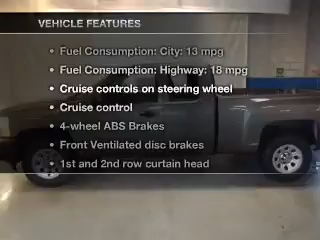 VEHICLE FEATURES
• Fuel Consumption: City: 13 mpg
• Fuel Consumption: Highway: 18 mpg
• Cruise controls on steering wheel
• Cruise control
• 4-wheel ABS Brakes
• Front Ventilated disc brakes
• 1st and 2nd row curtain head